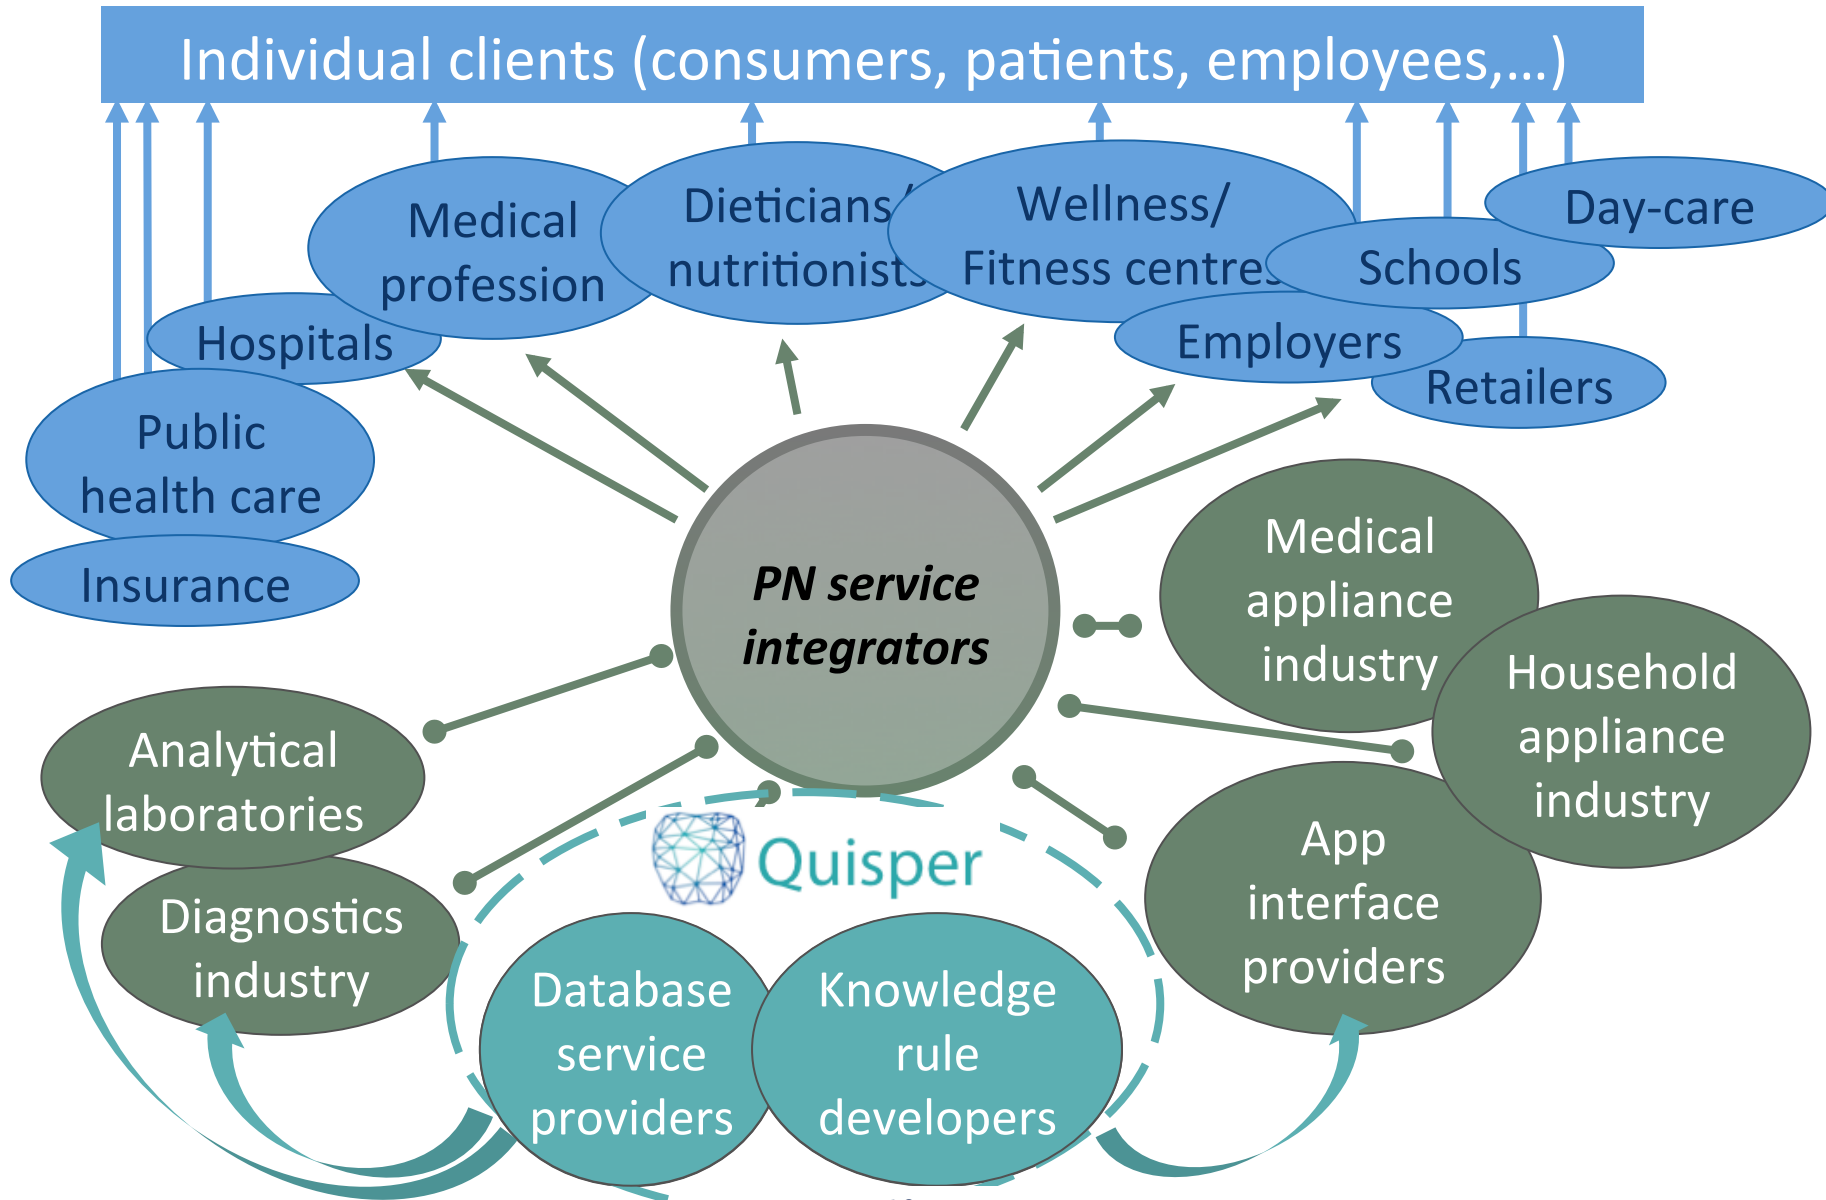 Individual clients (consumers, patients, employees,...)
Medical
profession
Dieticians/
nutritionists
Wellness/
Fitness centres
Day-care
Schools
Hospitals
Employers
Retailers
Public
health care
Insurance
PN service
integrators
Medical
appliance
industry
Household
appliance
industry
Analytical
laboratories
App
interface
providers
Quisper
Diagnostics
industry
Database
service
providers
Knowledge
rule
developers